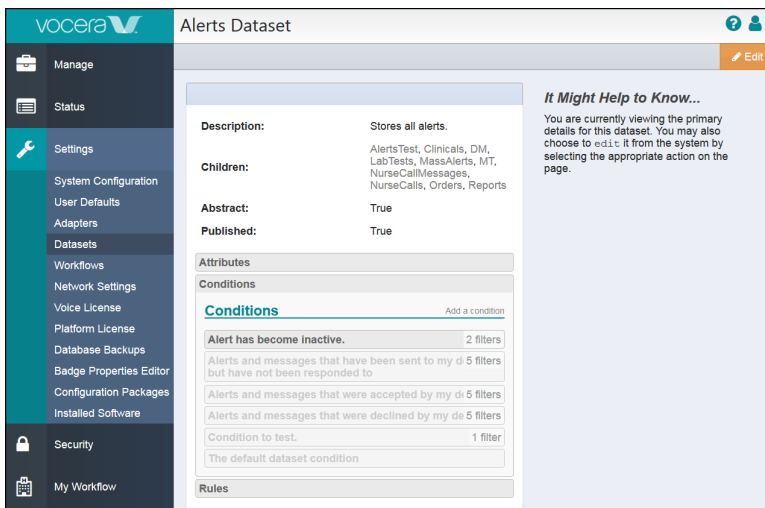 vocera
Alerts Dataset
Edit
Manage
Status
Settings
System Configuration
User Defaults
Adapters
Datasets
Workflows
Network Settings
Voice License
Platform License
Database Backups
Badge Properties Editor
Configuration Packages
Installed Software
Security
My Workflow
Description: Stores all alerts.
Children: AlertsTest, Clinicals, DM,
LabTests, MassAlerts, MT,
NurseCallMessages,
NurseCalls, Orders, Reports
Abstract: True
Published: True
Attributes
Conditions
Conditions Add a condition
Alert has become inactive. 2 filters
Alerts and messages that have been sent to my d 5 filters
but have not been responded to
Alerts and messages that were accepted by my d 5 filters
Alerts and messages that were declined by my de 5 filters
Condition to test. 1 filter
The default dataset condition
Rules
It Might Help to Know...
You are currently viewing the primary
details for this dataset. You may also
choose to edit it from the system by
selecting the appropriate action on the
page.